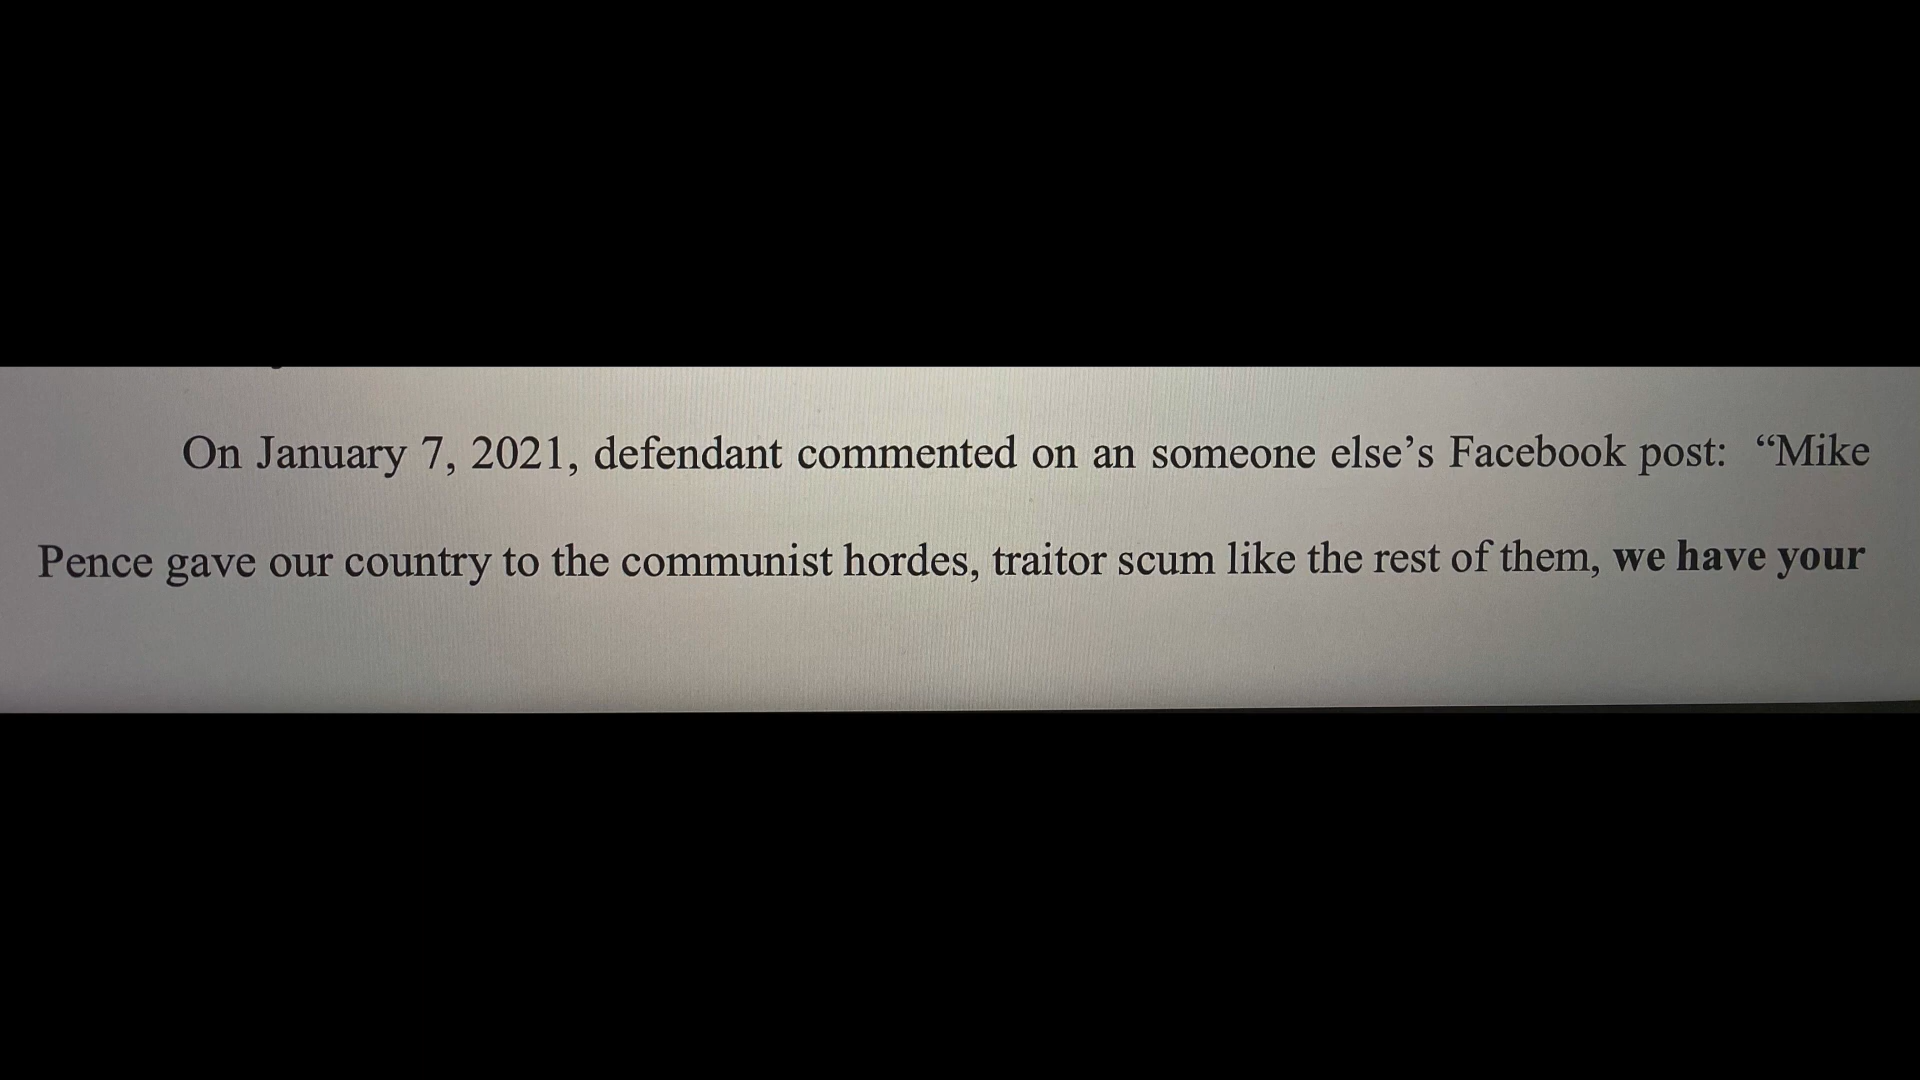 On January 7, 2021, defendant commented on an someone else’s Facebook post:  “Mike
Pence gave our country to the communist hordes, traitor scum like the rest of them, we have your